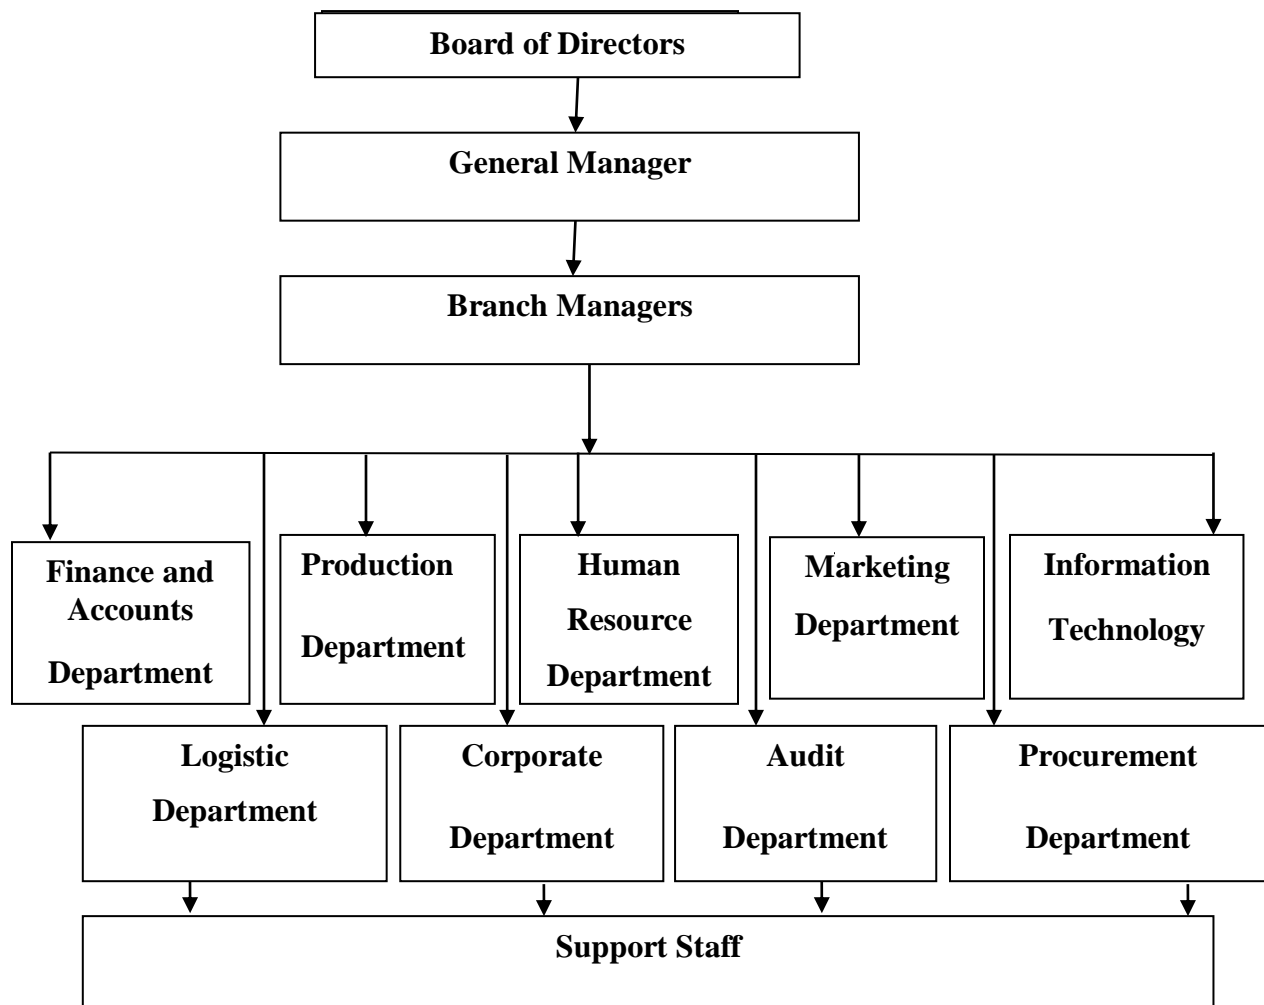 Board of Directors
General Manager
Branch Managers
Finance and
Accounts
Department
Production
Department
Human
Resource
Department
Marketing
Department
Information
Technology
Logistic
Department
Corporate
Department
Audit
Department
Procurement
Department
Support Staff